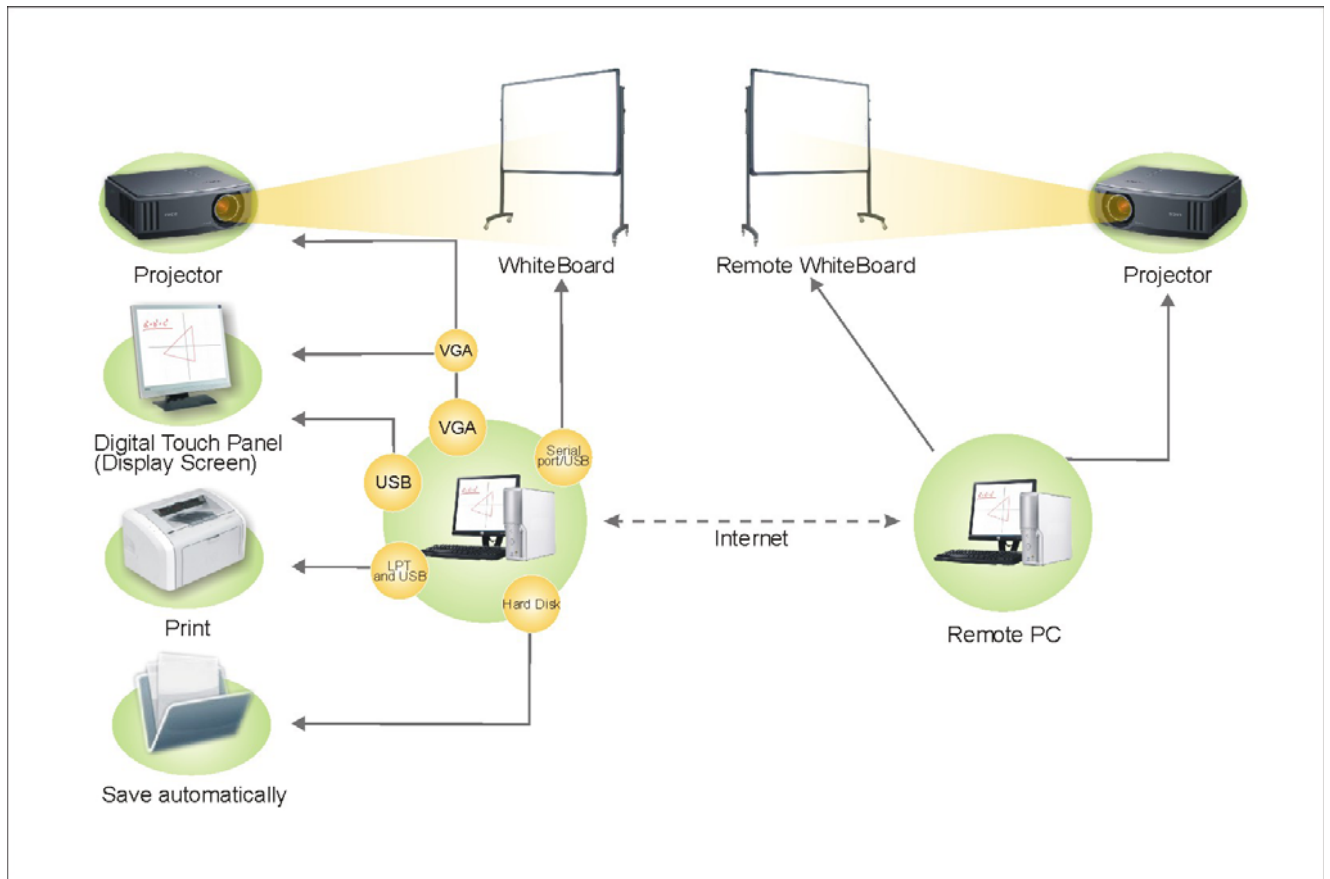 WhiteBoard
Remote WhiteBoard
Projector
Projector
VGA
Digital Touch Panel
(Display Screen)
VGA
Serial
port/USB
USB
Internet
LPT
and USB
Hard Disk
Print
Remote PC
Save automatically